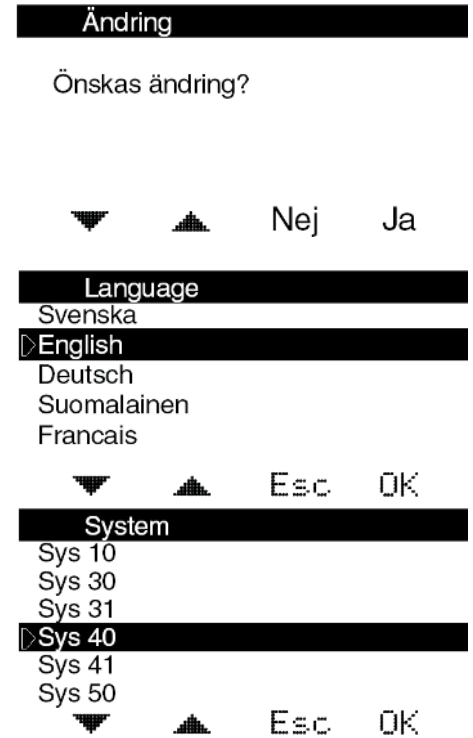 Ändring
Önskas ändring?
Nej Ja
Language
Svenska
English
Deutsch
Suomalainen
Francais
Esc OK
System
Sys 10
Sys 30
Sys 31
Sys 40
Sys 41
Sys 50
Esc OK